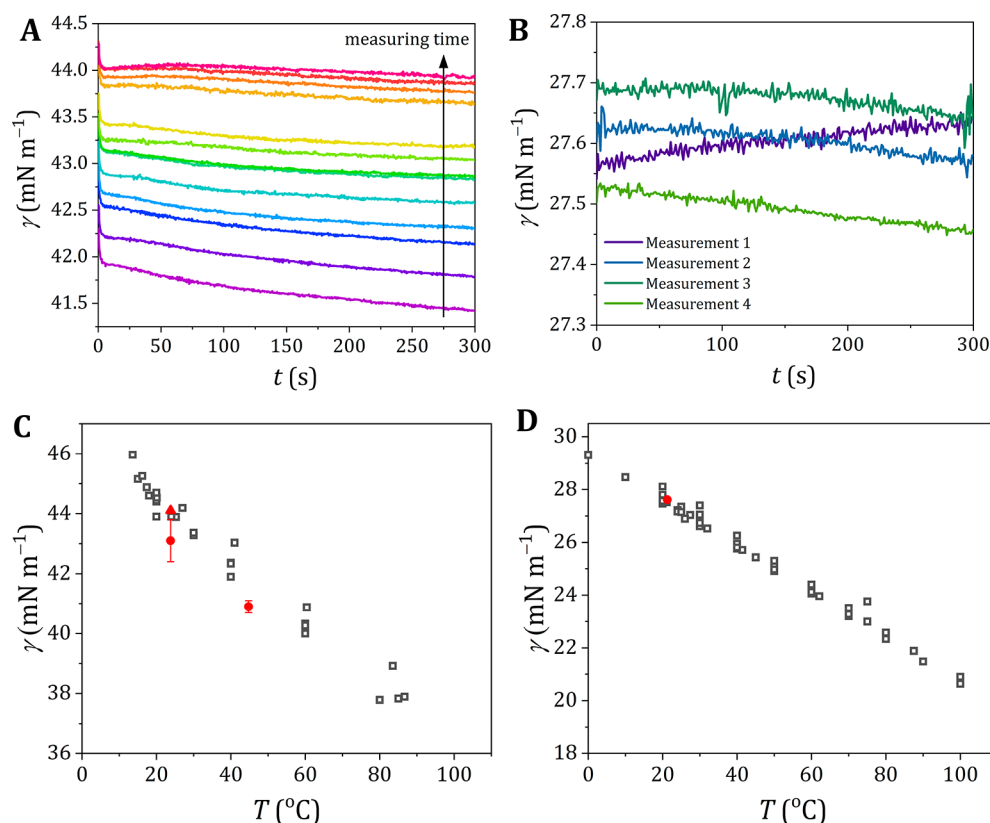 A
measuring time
44.5
44.0
43.5
43.0
42.5
42.0
41.5
γ (mN m⁻¹)
0
50
100
150
200
250
300
t (s)
B
27.8
27.7
27.6
27.5
27.4
27.3
γ (mN m⁻¹)
Measurement 1
Measurement 2
Measurement 3
Measurement 4
0
100
200
300
t (s)
C
46
44
42
40
38
36
γ (mN m⁻¹)
0
20
40
60
80
100
T (°C)
D
30
28
26
24
22
20
18
γ (mN m⁻¹)
0
20
40
60
80
100
T (°C)